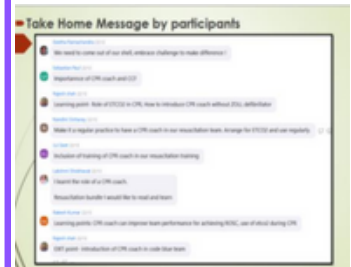 Take Home Message by participants
We need to come out of our shell, embrace challenge to make difference !
Importance of CPR coach and CCF
Learning point- Role of ETCO2 in CPR, How to introduce CPR coach without ZOLL defibrillator
Make it a regular practice to have a CPR coach in our resuscitation team. Arrange for ETCO2 and use regularly
Inclusion of training of CPR coach in our resuscitation training
I learnt the role of a CPR coach.
Resuscitation bundle I would like to read and learn
Learning points: CPR coach can improve team performance for achieving ROSC, use of etco2 during CPR
point- introduction of CPR coach in code blue team